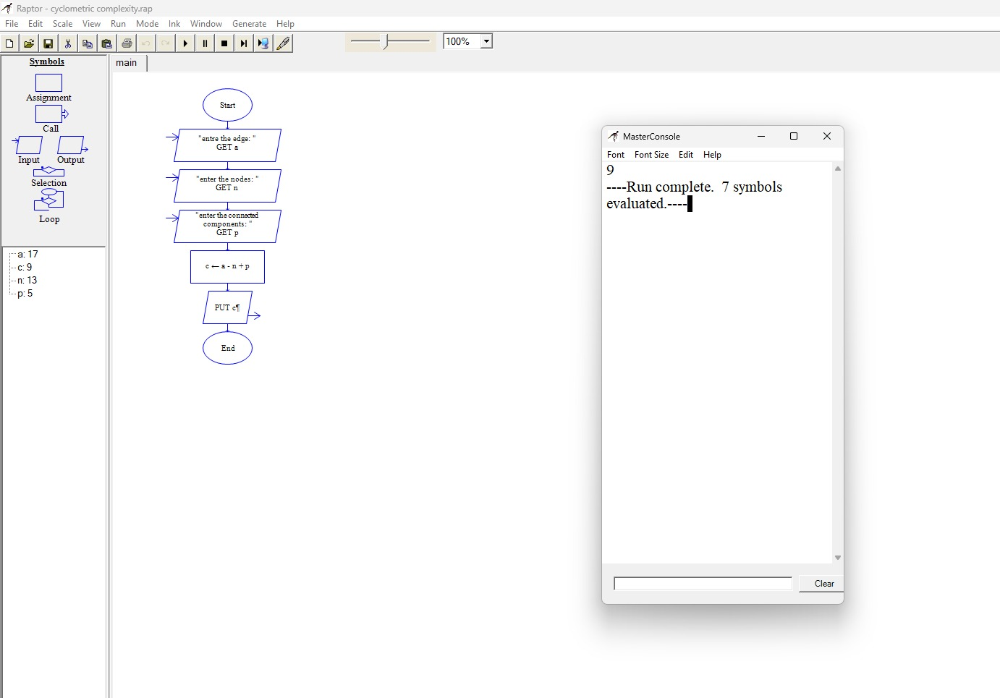 Raptor - cyclometric complexity.rap
File Edit Scale View Run Mode Ink Window Generate Help
100%
Symbols
Assignment
Call
Input Output
Selection
Loop
a: 17
c: 9
n: 13
p: 5
main
Start
"entre the edge: "
GET a
"enter the nodes: "
GET n
"enter the connected
components: "
GET p
c ← a - n + p
PUT c¶
End
MasterConsole
Font Font Size Edit Help
9
----Run complete.  7 symbols
evaluated.----
Clear